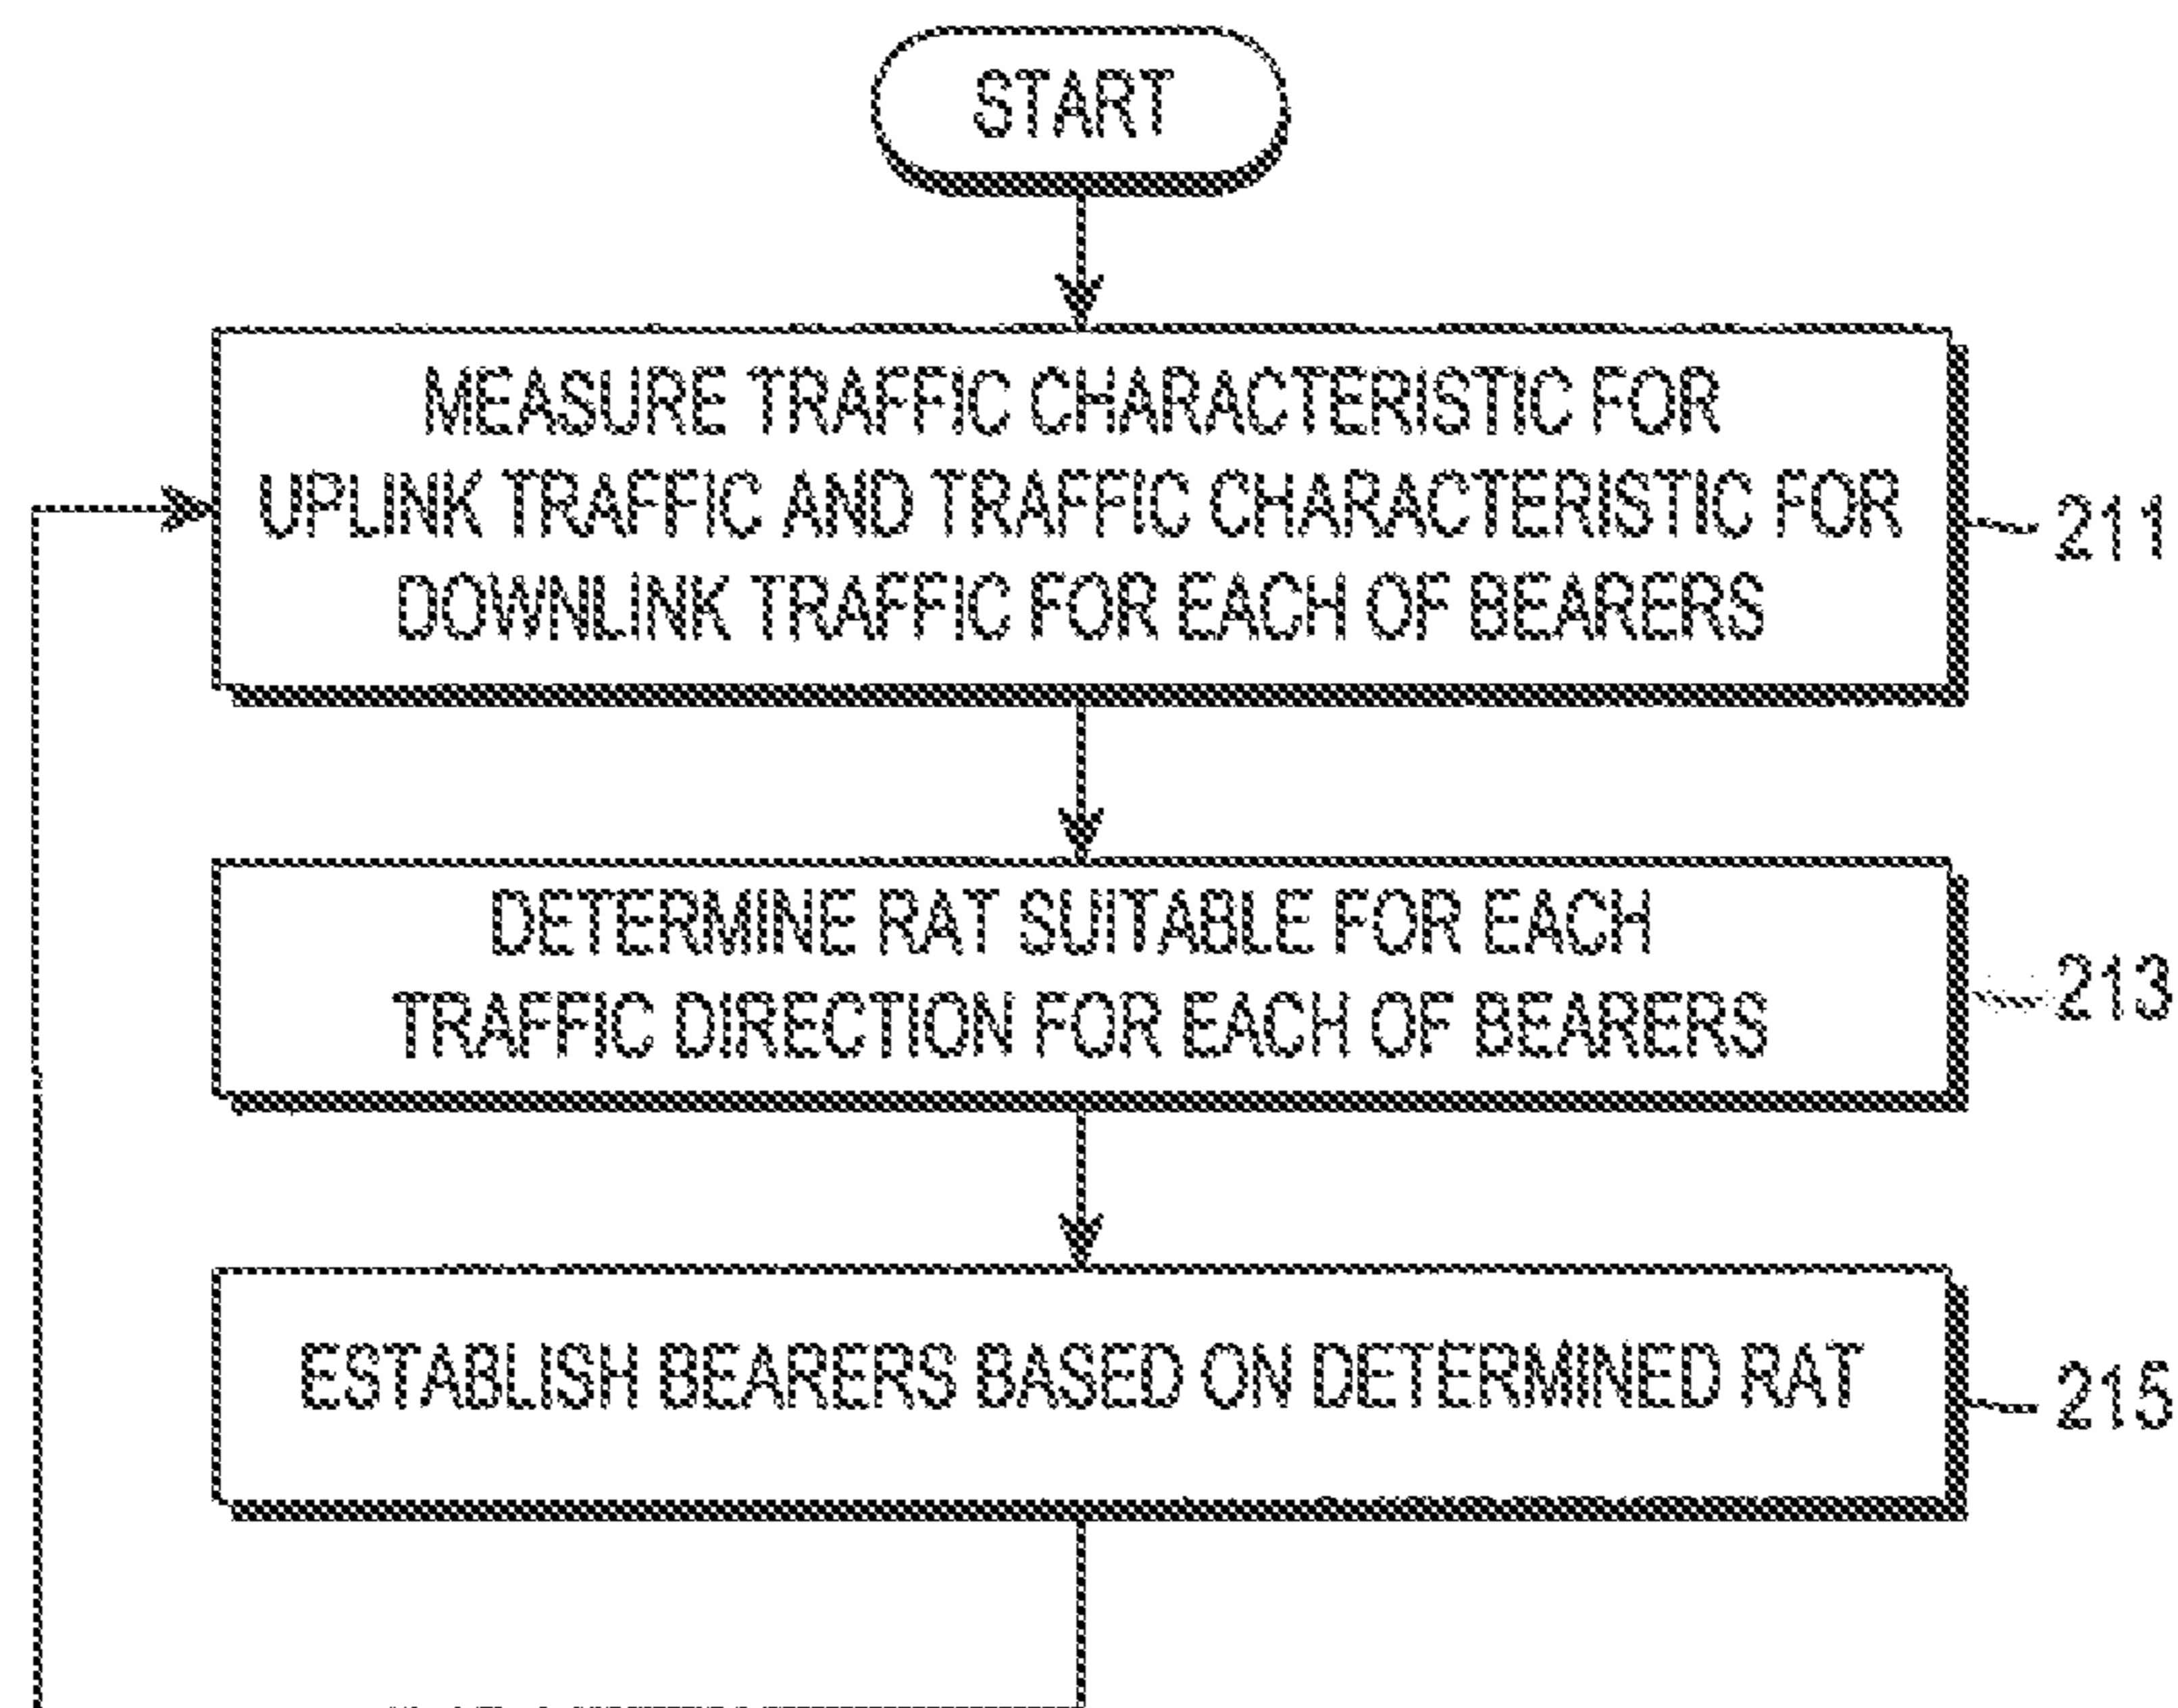 START
MEASURE TRAFFIC CHARACTERISTIC FOR
UPLINK TRAFFIC AND TRAFFIC CHARACTERISTIC FOR
DOWNLINK TRAFFIC FOR EACH OF BEARERS
211
DETERMINE RAT SUITABLE FOR EACH
TRAFFIC DIRECTION FOR EACH OF BEARERS
213
ESTABLISH BEARERS BASED ON DETERMINED RAT
215